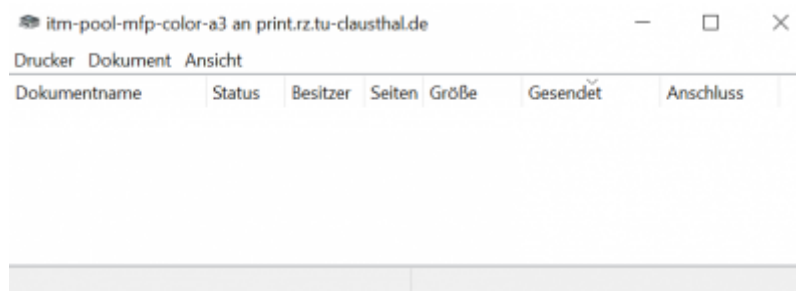 itm-pool-mfp-color-a3 an print.rz.tu-clausthal.de
Drucker Dokument Ansicht
Dokumentname Status Besitzer Seiten Größe Gesendet Anschluss